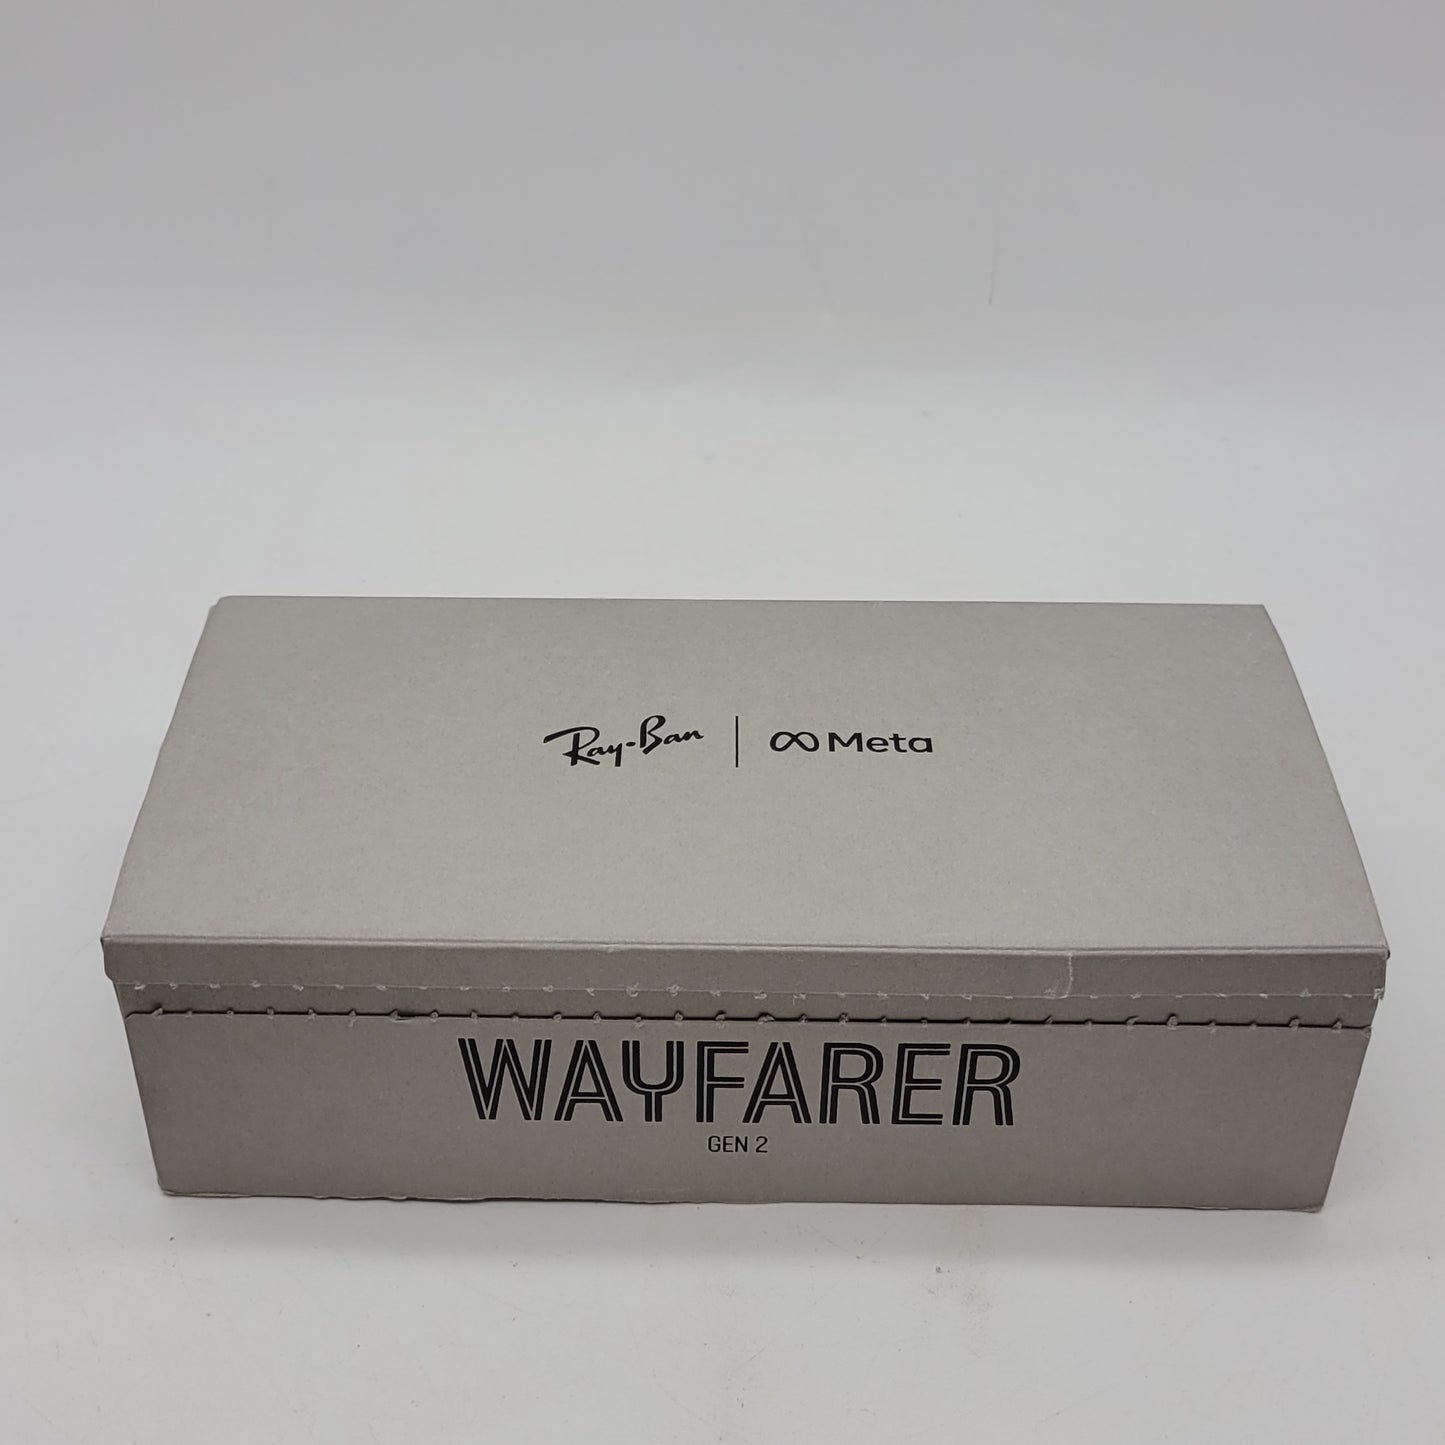 Ray-Ban | Meta
WAYFARER
GEN 2